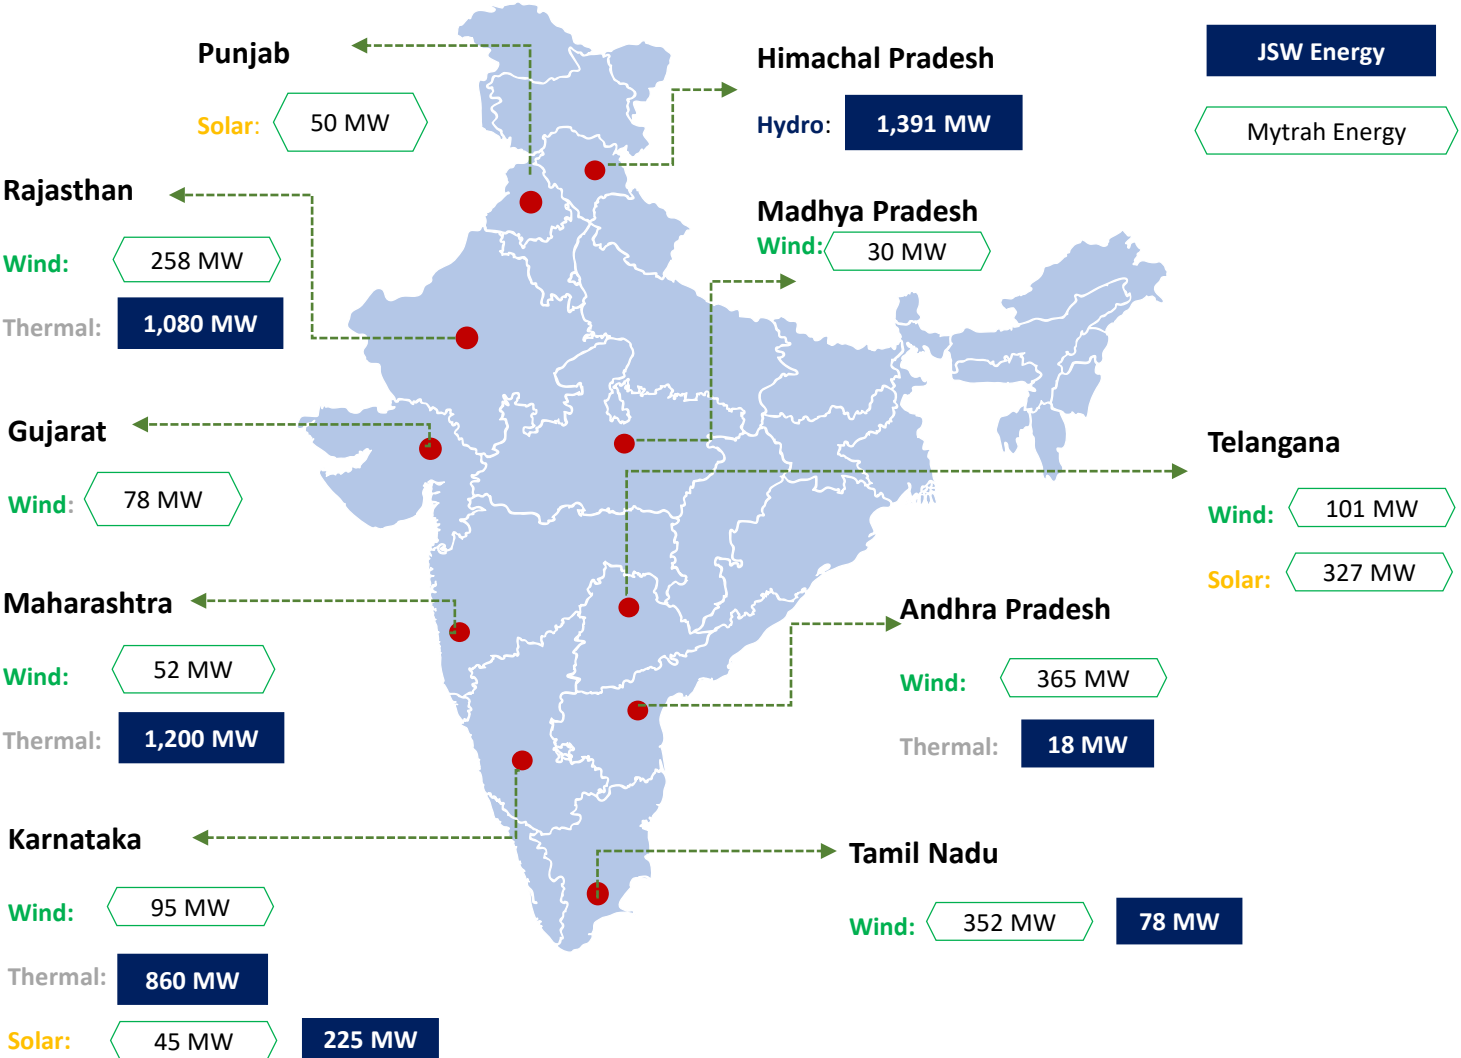 Punjab
Solar: 50 MW
Himachal Pradesh
Hydro: 1,391 MW
JSW Energy
Mytrah Energy
Rajasthan
Wind: 258 MW
Thermal: 1,080 MW
Madhya Pradesh
Wind: 30 MW
Gujarat
Wind: 78 MW
Telangana
Wind: 101 MW
Solar: 327 MW
Maharashtra
Wind: 52 MW
Thermal: 1,200 MW
Andhra Pradesh
Wind: 365 MW
Thermal: 18 MW
Karnataka
Wind: 95 MW
Thermal: 860 MW
Solar: 45 MW 225 MW
Tamil Nadu
Wind: 352 MW 78 MW